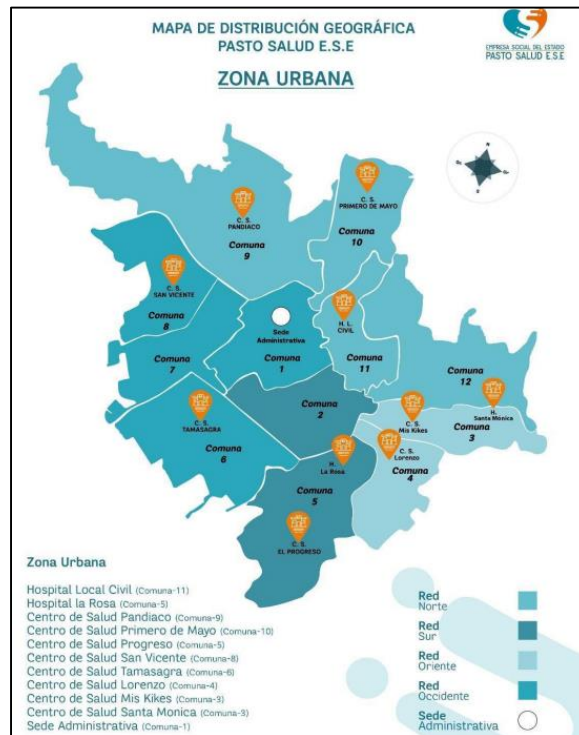 MAPA DE DISTRIBUCIÓN GEOGRÁFICA
PASTO SALUD E.S.E
ZONA URBANA
EMPRESA SOCIAL DEL ESTADO
PASTO SALUD E.S.E
N
S
C. S.
PRIMERO DE MAYO
Comuna
10
C. S.
PANDIACO
Comuna
9
C. S.
SAN VICENTE
Comuna
8
H. L.
CIVIL
Sede
Administrativa
Comuna
1
Comuna
11
Comuna
7
Comuna
12
H.
Santa Mónica
C. S.
Mis Kikes
Comuna
3
Comuna
2
C. S.
TAMASAGRA
Comuna
6
C. S.
Lorenzo
Comuna
4
H.
La Rosa
Comuna
5
C. S.
EL PROGRESO
Zona Urbana
Hospital Local Civil (Comuna-11)
Hospital la Rosa (Comuna-5)
Centro de Salud Pandiaco (Comuna-9)
Centro de Salud Primero de Mayo (Comuna-10)
Centro de Salud Progreso (Comuna-5)
Centro de Salud San Vicente (Comuna-8)
Centro de Salud Tamasagra (Comuna-6)
Centro de Salud Lorenzo (Comuna-4)
Centro de Salud Mis Kikes (Comuna-3)
Centro de Salud Santa Monica (Comuna-3)
Sede Administrativa (Comuna-1)
Red
Norte
Red
Sur
Red
Oriente
Red
Occidente
Sede
Administrativa